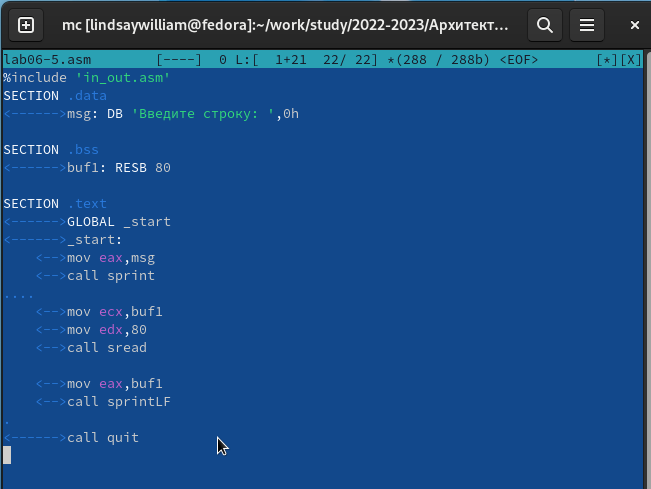 mc [lindsaywilliam@fedora]:~/work/study/2022-2023/Архитект...
lab06-5.asm [----] 0 L:[ 1+21 22/ 22] *(288 / 288b) <EOF> [*][X]
%include 'in_out.asm'
SECTION .data
<------>msg: DB 'Введите строку: ',0h
SECTION .bss
<------>buf1: RESB 80
SECTION .text
<------>GLOBAL _start
<------>_start:
<-->mov eax,msg
<-->call sprint
....
<-->mov ecx,buf1
<-->mov edx,80
<-->call sread
<-->mov eax,buf1
<-->call sprintLF
.
<------>call quit